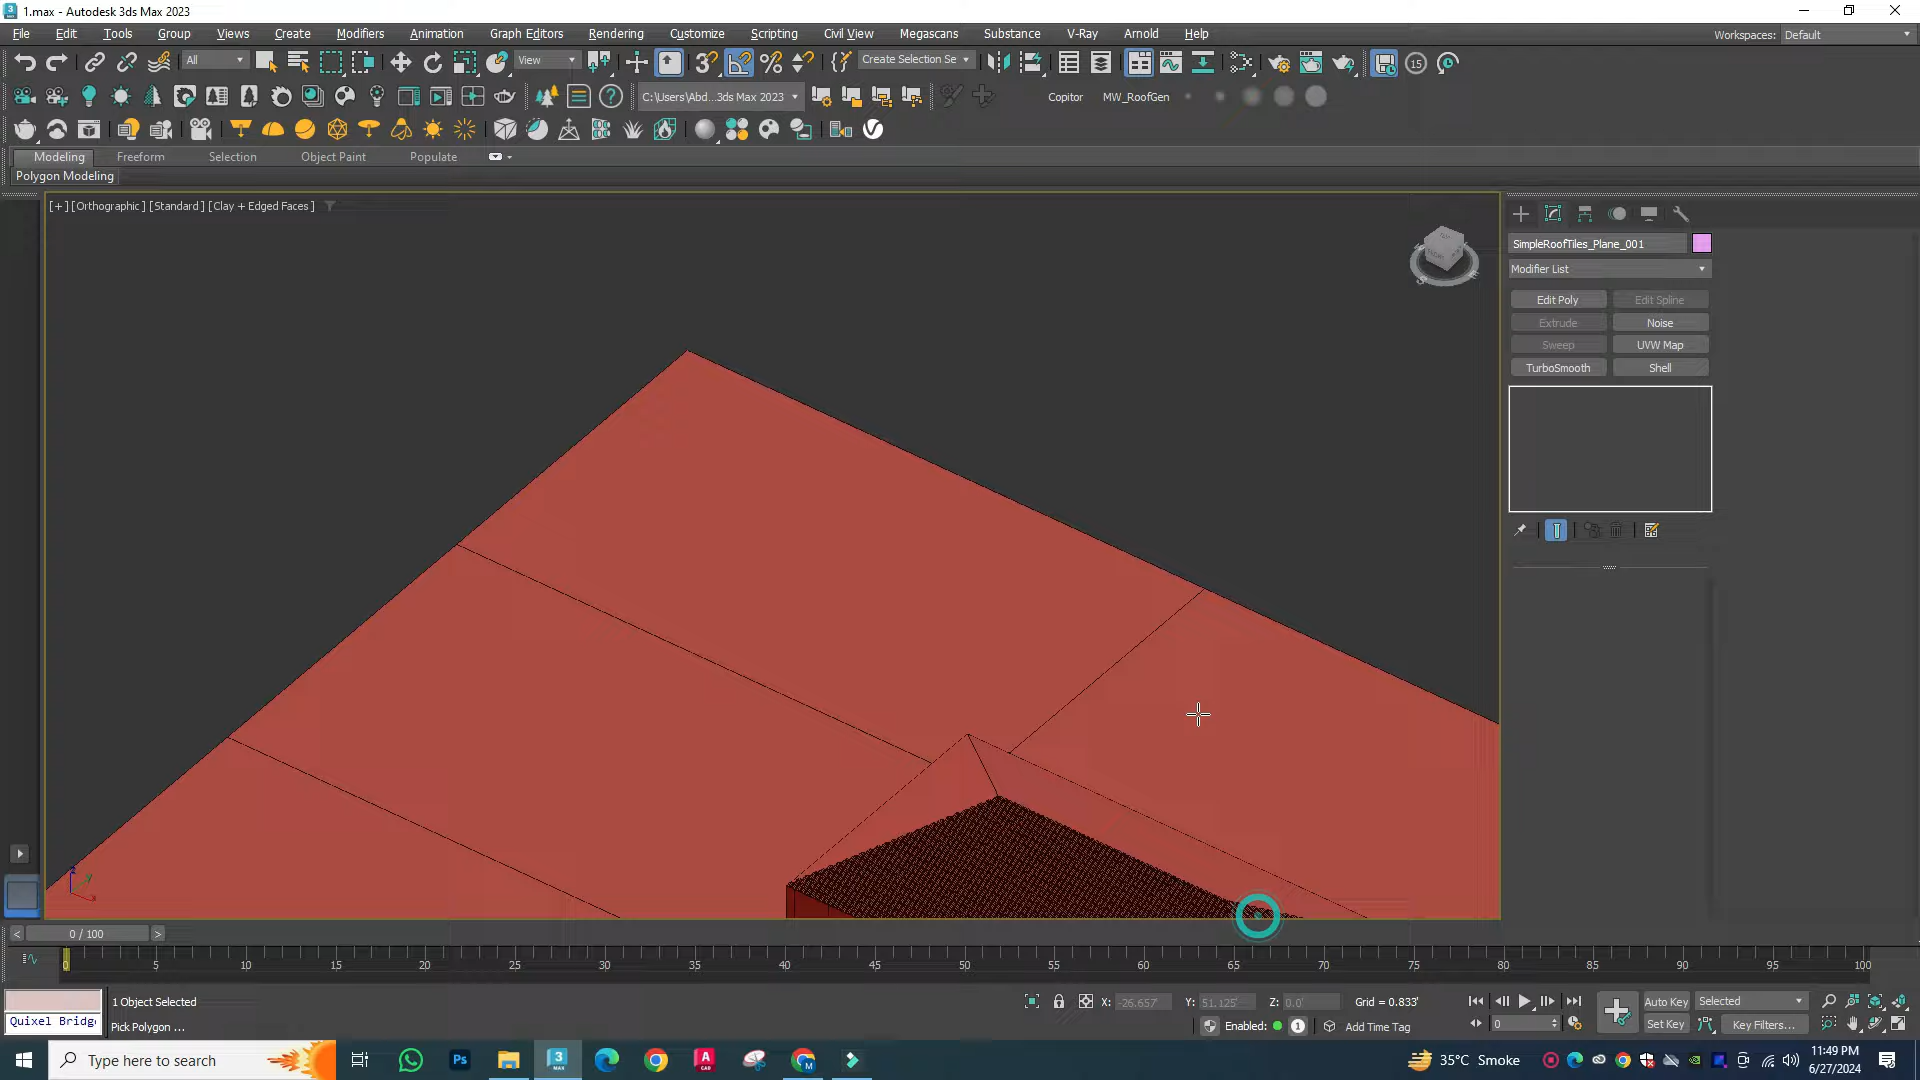 1.max - Autodesk 3ds Max 2023
File Edit Tools Group Views Create Modifiers Animation Graph Editors Rendering Customize Scripting Civil View Megascans Substance V-Ray Arnold Help Workspaces: Default
All View Create Selection Se 15
C:\Users\Abd...3ds Max 2023 Copitor MW_RoofGen
Modeling Freeform Selection Object Paint Populate
Polygon Modeling
[+] [Orthographic] [Standard] [Clay + Edged Faces]
SimpleRoofTiles_Plane_001
Modifier List
Edit Poly Edit Spline
Extrude Noise
Sweep UVW Map
TurboSmooth Shell
< 0 / 100 >
0 5 10 15 20 25 30 35 40 45 50 55 60 65 70 75 80 85 90 95 100
1 Object Selected X: -26.657' Y: 51.125' Z: 0.0' Grid = 0.833' Auto Key Selected
Quixel Bridg Pick Polygon ... Enabled: 1 Add Time Tag 0 Set Key Key Filters...
Type here to search 35°C Smoke 11:49 PM
6/27/2024